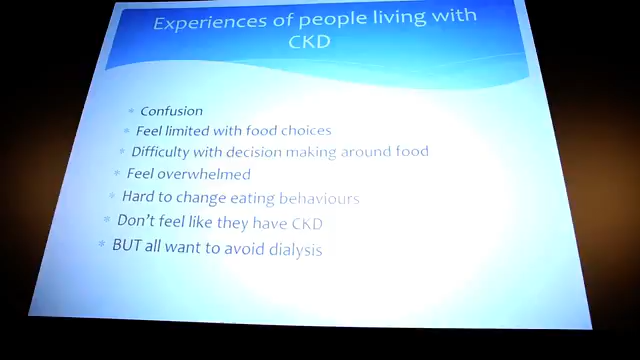 Experiences of people living with
CKD
* Confusion
* Feel limited with food choices
* Difficulty with decision making around food
* Feel overwhelmed
* Hard to change eating behaviours
* Don't feel like they have CKD
* BUT all want to avoid dialysis